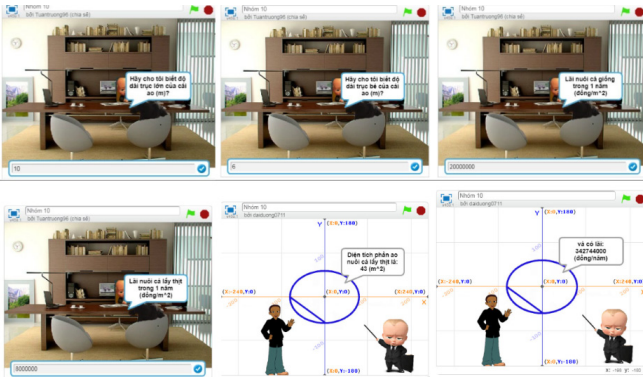 Nhóm 10
bởi Tuantruong96 (chia sẻ)
Hãy cho tôi biết độ
dài trục lớn của cái
ao (m)?
10
Nhóm 10
bởi Tuantruong96 (chia sẻ)
Hãy cho tôi biết độ
dài trục bé của cái
ao (m)?
6
Nhóm 10
bởi Tuantruong96 (chia sẻ)
Lãi nuôi cá giống
trong 1 năm
(đồng/m^2)
20000000
Nhóm 10
bởi Tuantruong96 (chia sẻ)
Lãi nuôi cá lấy thịt
trong 1 năm
(đồng/m^2)
8000000
Nhóm 10
bởi daiduong0711
Y
(X:0,Y:180)
Diện tích phần ao
nuôi cá lấy thịt là:
43 (m^2)
(X:-240,Y:0)
(X:0,Y:0)
(X:240,Y:0)
X
(X:0,Y:-180)
Nhóm 10
bởi daiduong0711
Y
(X:0,Y:180)
và có lãi:
342744000
(đồng/năm)
(X:-240,Y:0)
(X:0,Y:0)
(X:240,Y:0)
X
(X:0,Y:-180)